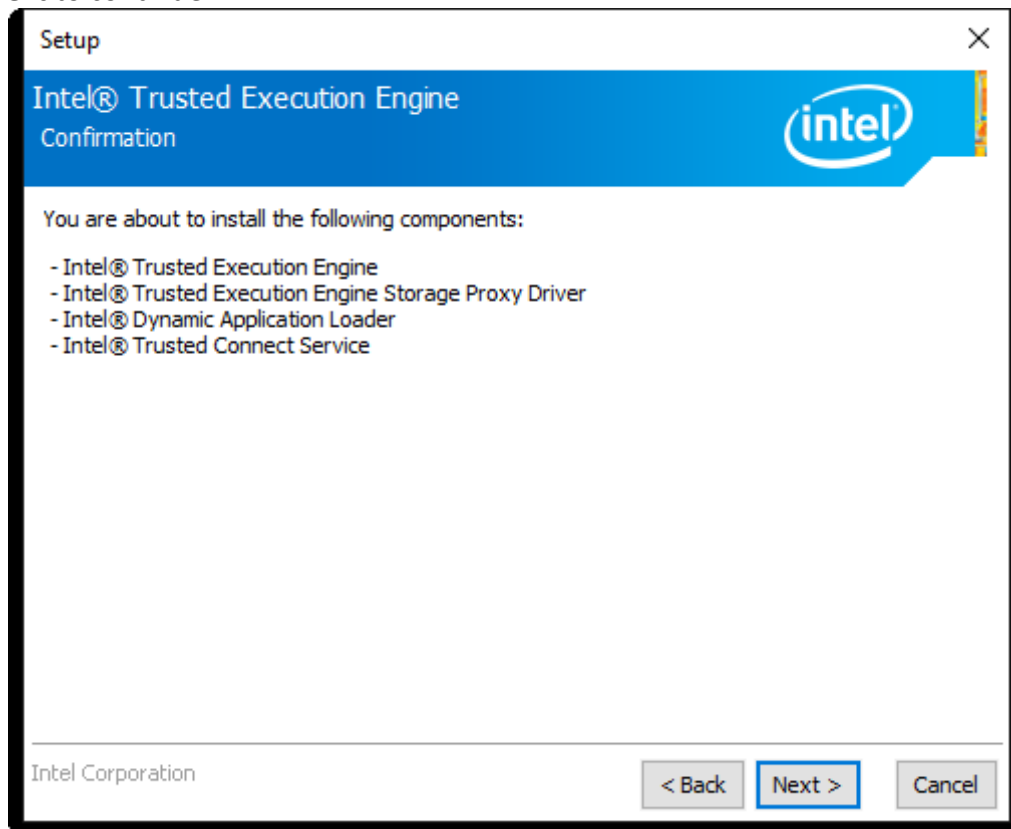 Setup
Intel® Trusted Execution Engine
Confirmation
intel
You are about to install the following components:
- Intel® Trusted Execution Engine
- Intel® Trusted Execution Engine Storage Proxy Driver
- Intel® Dynamic Application Loader
- Intel® Trusted Connect Service
Intel Corporation
< Back
Next >
Cancel